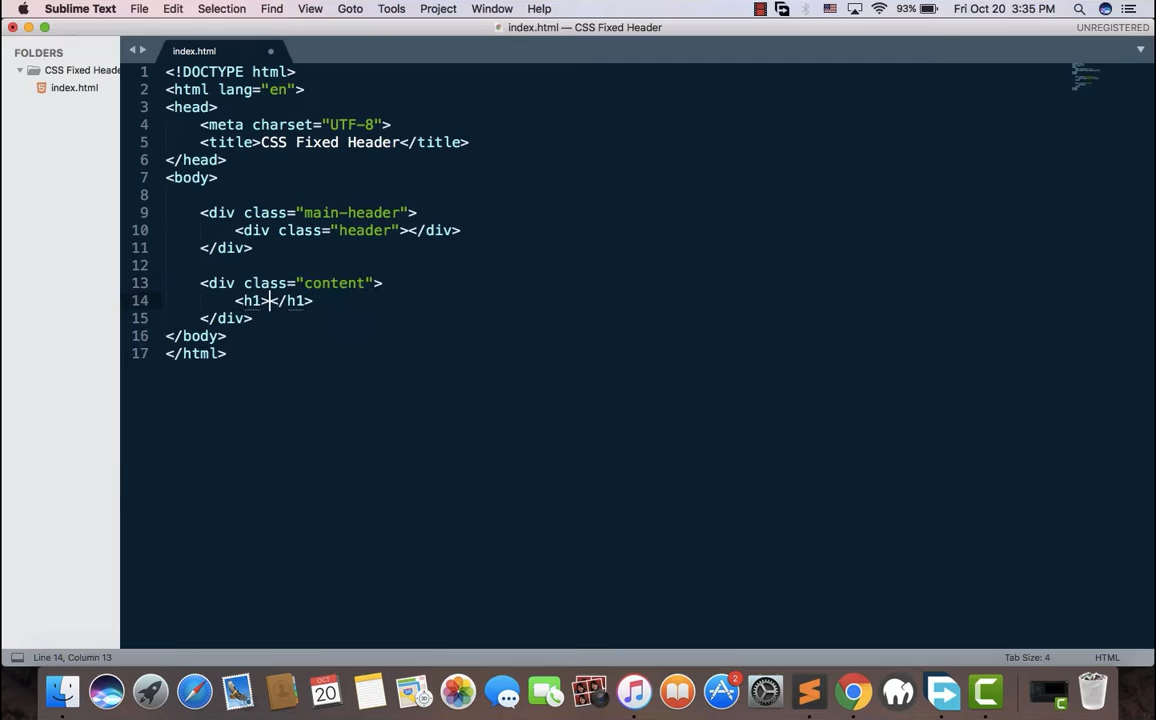 Sublime Text File Edit Selection Find View Goto Tools Project Window Help 93% Fri Oct 20 3:35 PM
index.html — CSS Fixed Header UNREGISTERED
FOLDERS
CSS Fixed Heade
index.html
index.html
1 <!DOCTYPE html>
2 <html lang="en">
3 <head>
4 <meta charset="UTF-8">
5 <title>CSS Fixed Header</title>
6 </head>
7 <body>
8
9 <div class="main-header">
10 <div class="header"></div>
11 </div>
12
13 <div class="content">
14 <h1></h1>
15 </div>
16 </body>
17 </html>
Line 14, Column 13 Tab Size: 4 HTML
OCT
20
2